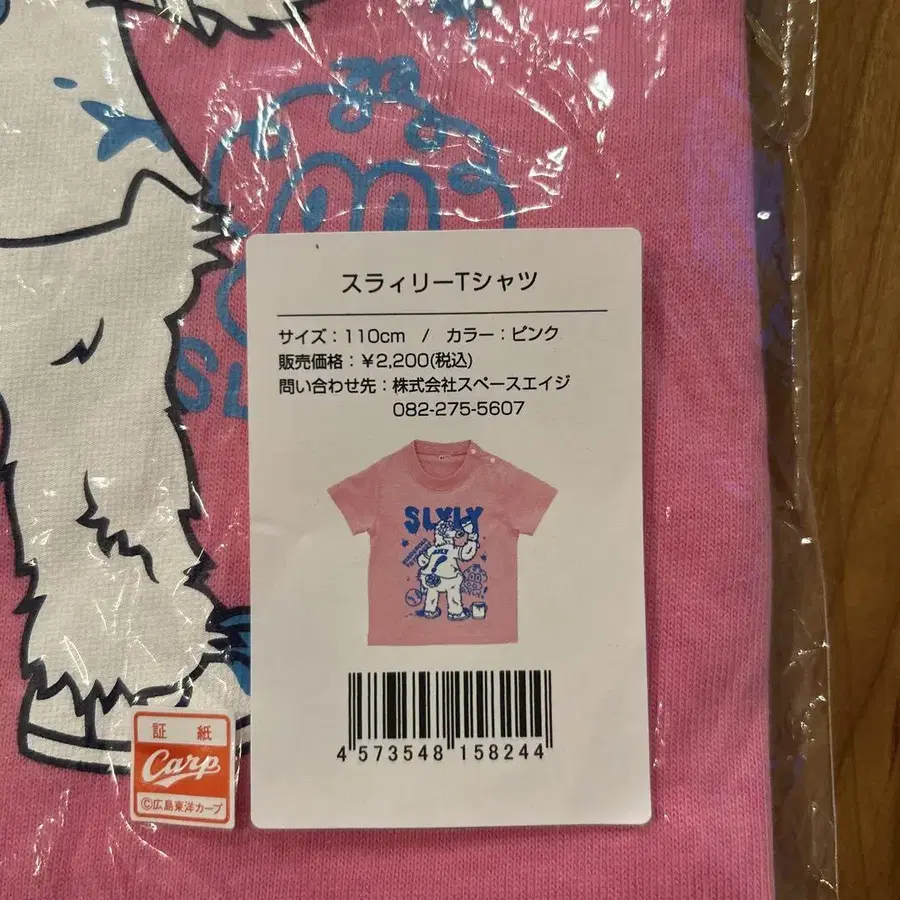 スラィリーTシャツ
サイズ：110cm / カラー：ピンク
販売価格：￥2,200(税込)
問い合わせ先：株式会社スペースエイジ
082-275-5607
SLYLY
4 573548 158244
証紙
Carp
©広島東洋カープ